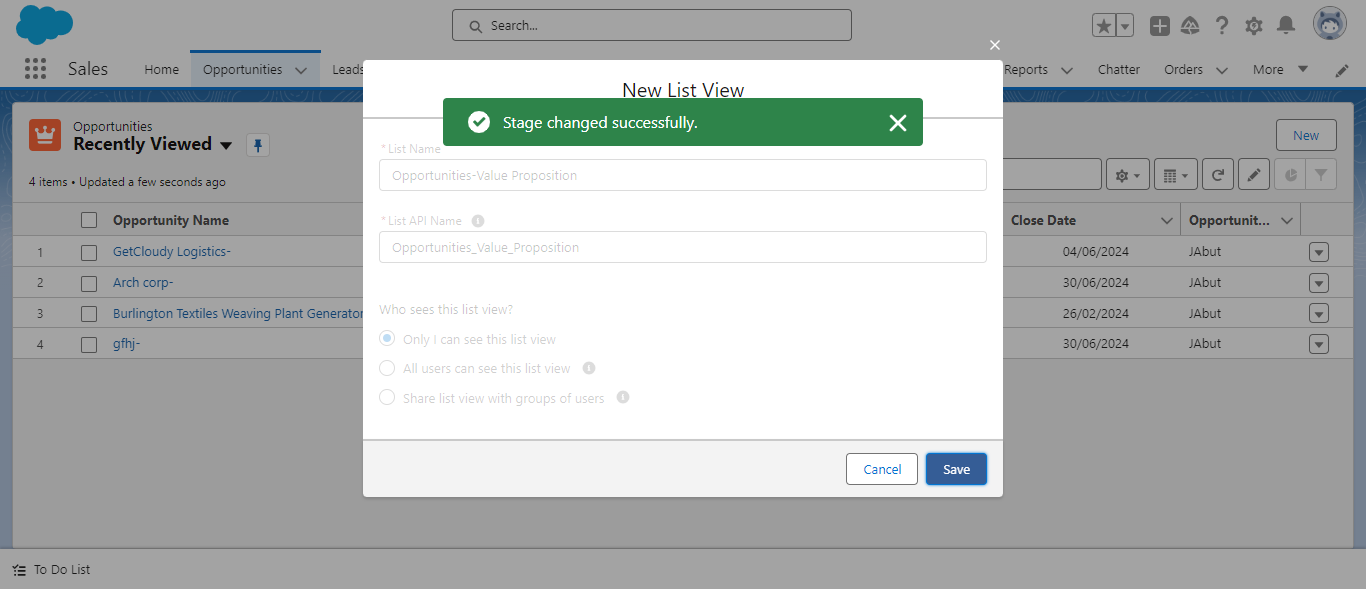 Search...
Sales
Home
Opportunities
Leads
Reports
Chatter
Orders
More
New List View
Stage changed successfully.
Opportunities
Recently Viewed
New
4 items • Updated a few seconds ago
* List Name
Opportunities-Value Proposition
* List API Name
Opportunities_Value_Proposition
Opportunity Name
Close Date
Opportunit...
1 GetCloudy Logistics- 04/06/2024 JAbut
2 Arch corp- 30/06/2024 JAbut
3 Burlington Textiles Weaving Plant Generator 26/02/2024 JAbut
4 gfhj- 30/06/2024 JAbut
Who sees this list view?
Only I can see this list view
All users can see this list view
Share list view with groups of users
Cancel
Save
To Do List